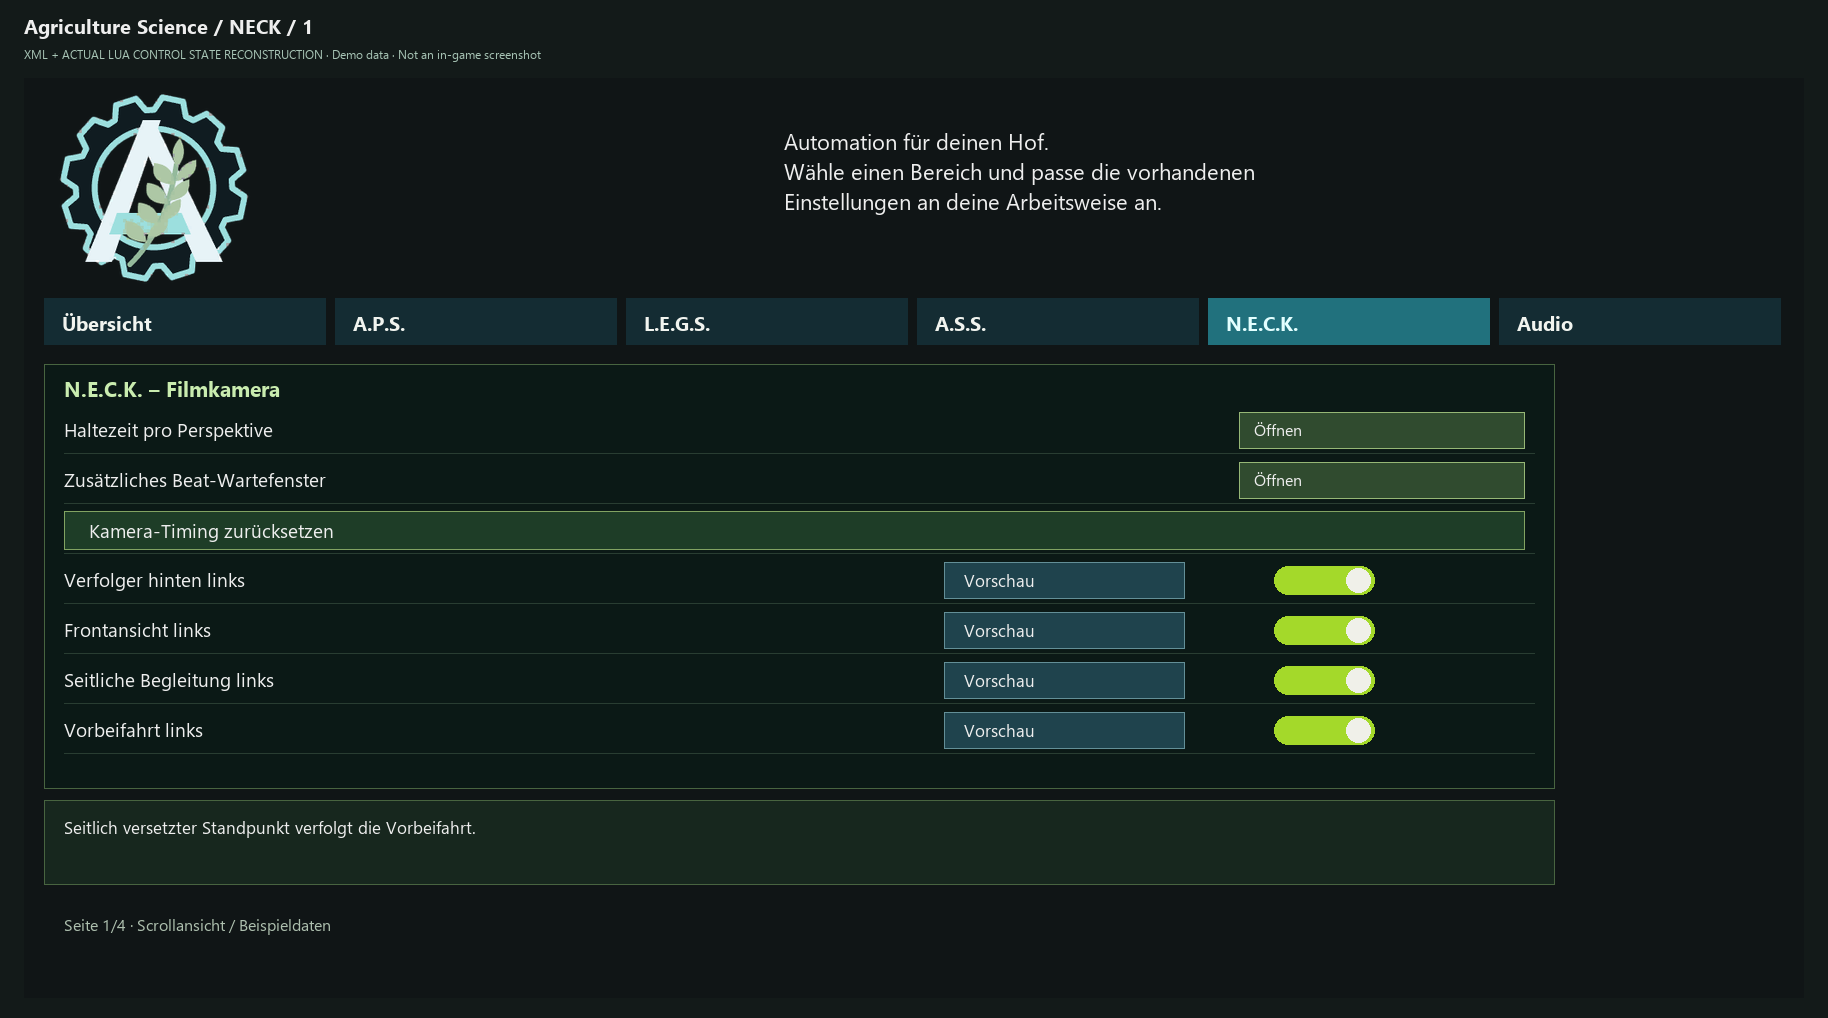 Agriculture Science / NECK / 1
XML + ACTUAL LUA CONTROL STATE RECONSTRUCTION · Demo data · Not an in-game screenshot
A
Automation für deinen Hof.
Wähle einen Bereich und passe die vorhandenen
Einstellungen an deine Arbeitsweise an.
Übersicht
A.P.S.
L.E.G.S.
A.S.S.
N.E.C.K.
Audio
N.E.C.K. – Filmkamera
Haltezeit pro Perspektive
Öffnen
Zusätzliches Beat-Wartefenster
Öffnen
Kamera-Timing zurücksetzen
Verfolger hinten links
Vorschau
Frontansicht links
Vorschau
Seitliche Begleitung links
Vorschau
Vorbeifahrt links
Vorschau
Seitlich versetzter Standpunkt verfolgt die Vorbeifahrt.
Seite 1/4 · Scrollansicht / Beispieldaten